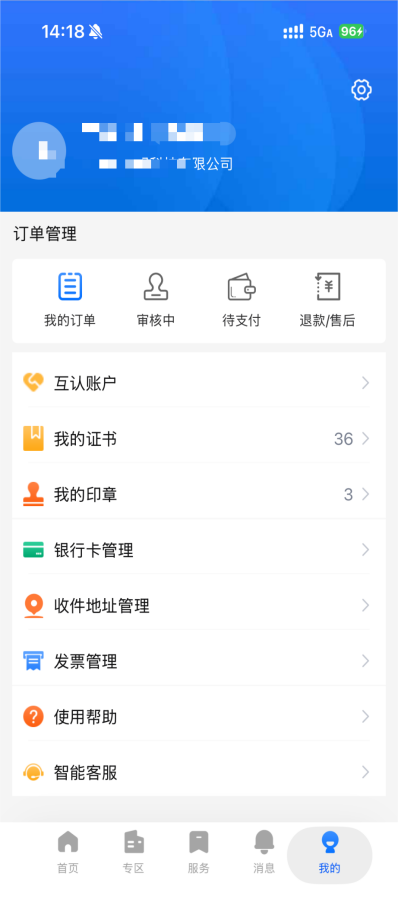 14:18
5GA
96
限公司
订单管理
我的订单
审核中
待支付
退款/售后
互认账户
我的证书
36
我的印章
3
银行卡管理
收件地址管理
发票管理
使用帮助
智能客服
首页
专区
服务
消息
我的